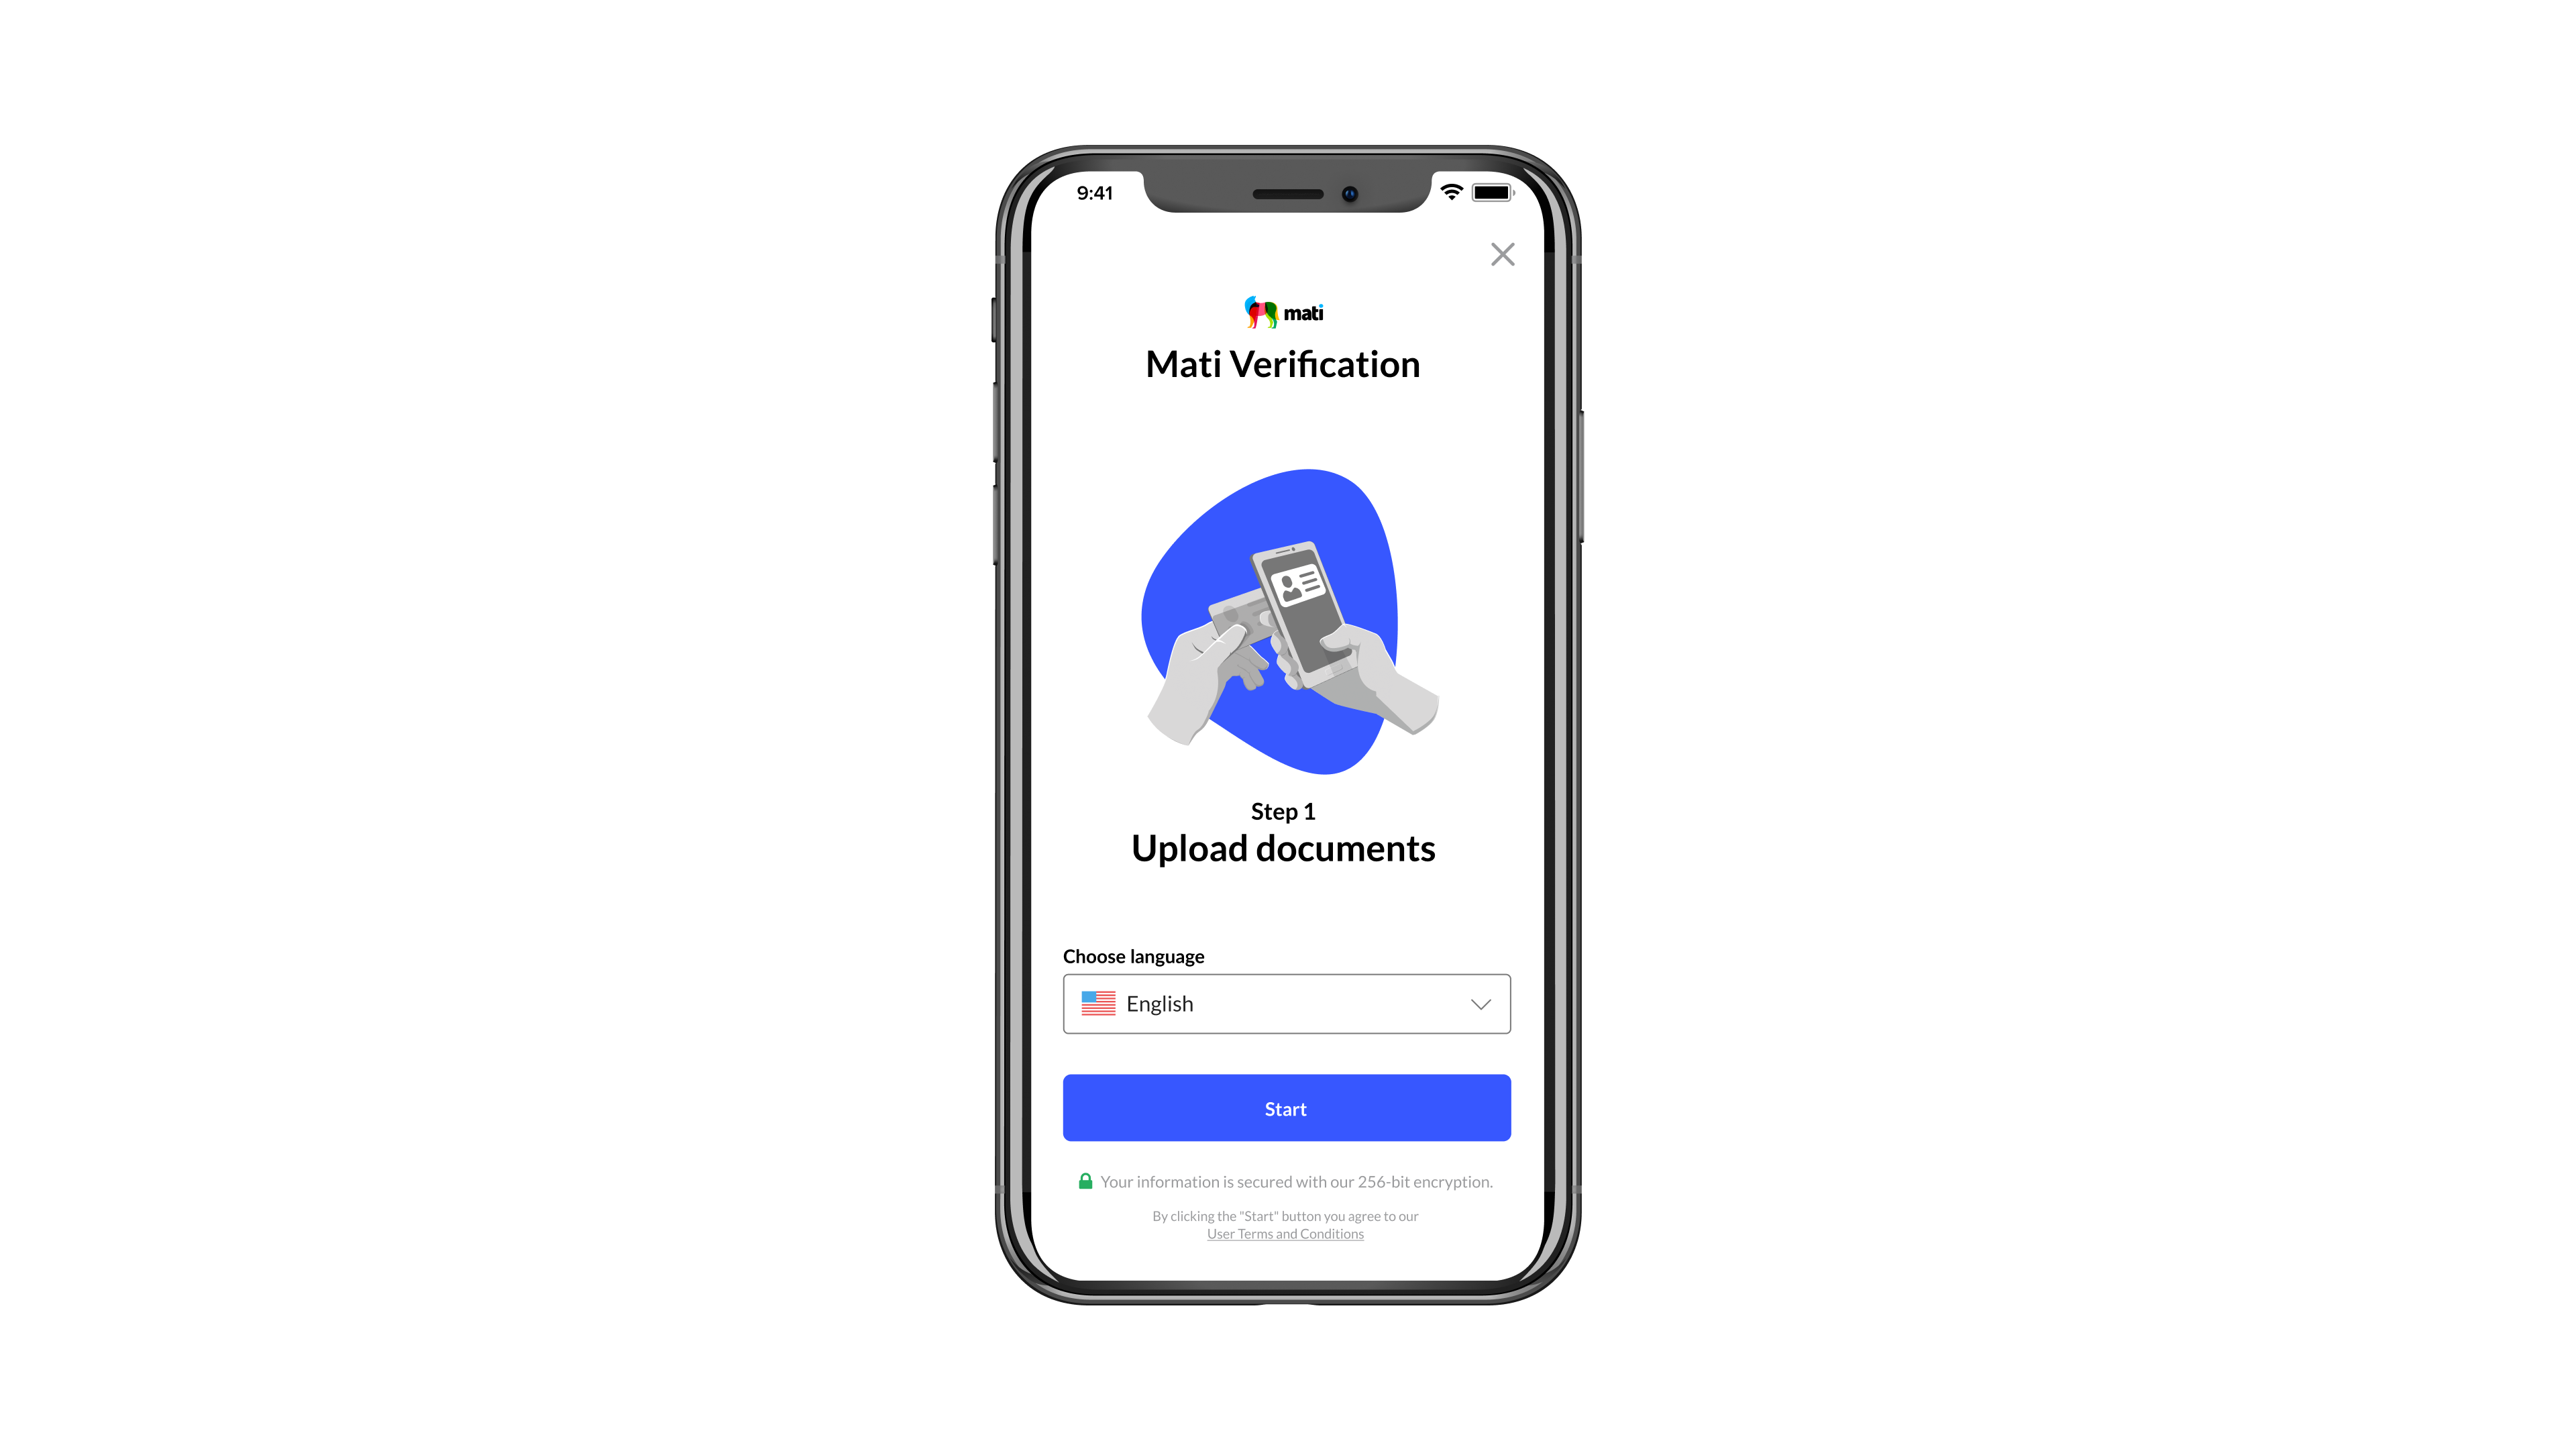 9:41
mati
Mati Verification
Step 1
Upload documents
Choose language
English
Start
Your information is secured with our 256-bit encryption.
By clicking the "Start" button you agree to our
User Terms and Conditions